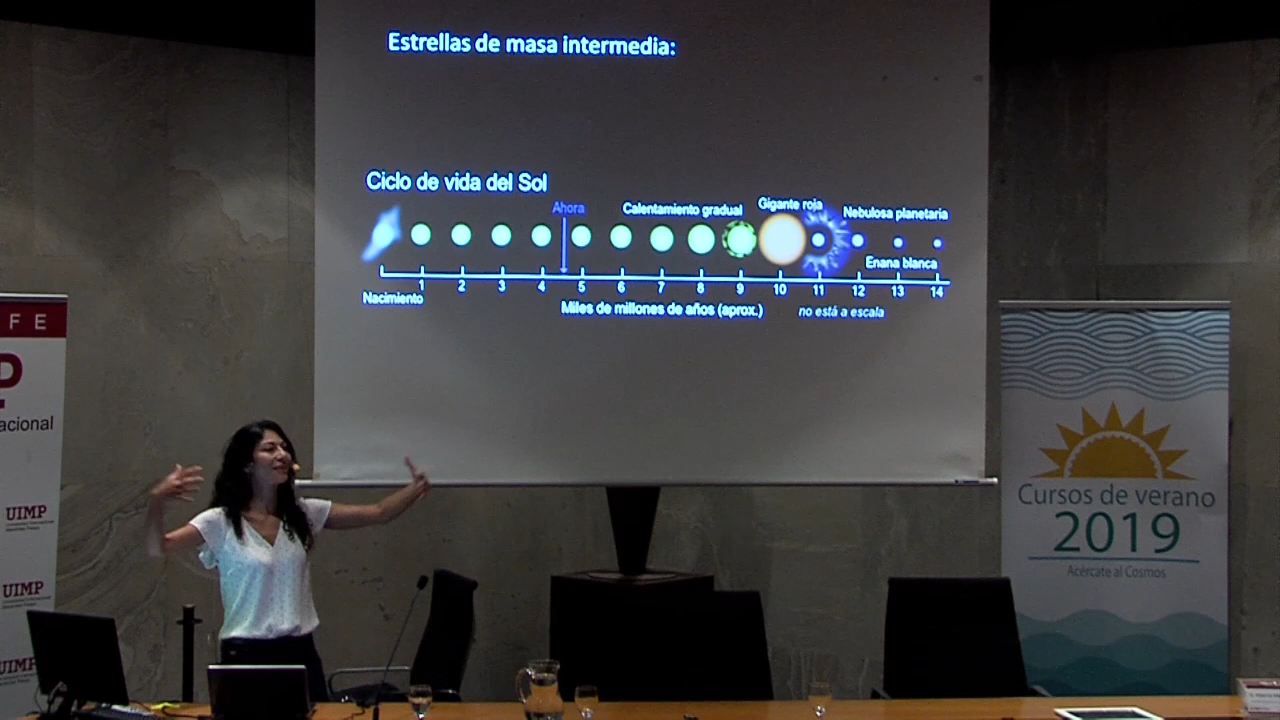 Estrellas de masa intermedia:
Ciclo de vida del Sol
Ahora
Calentamiento gradual
Gigante roja
Nebulosa planetaria
Enana blanca
1 2 3 4 5 6 7 8 9 10 11 12 13 14
Nacimiento
Miles de millones de años (aprox.)
no está a escala
F E
P
acional
UIMP
UIMP
UIMP
Cursos de verano
2019
Acércate al Cosmos